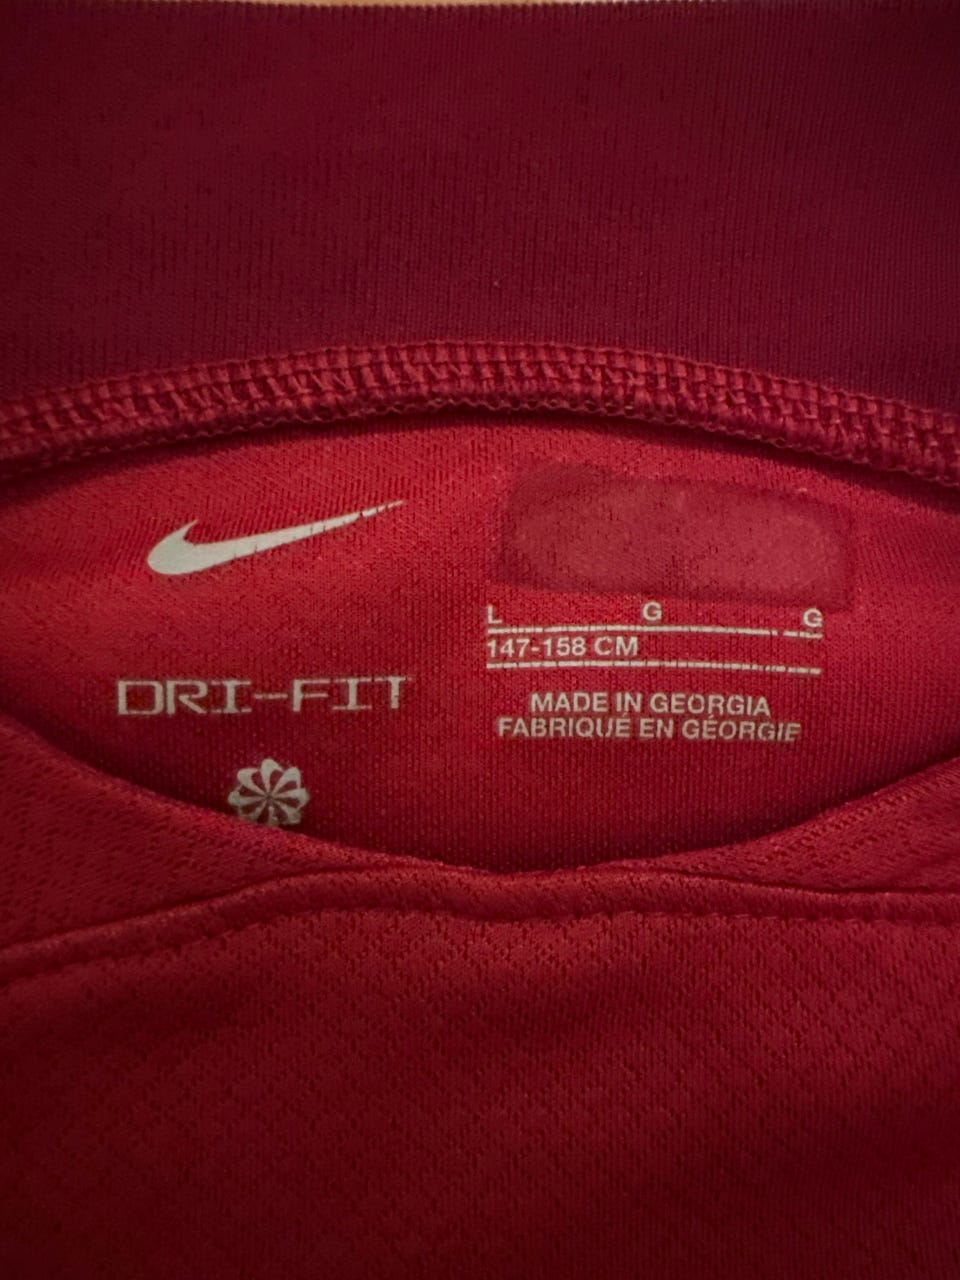 L G G
147-158 CM
DRI-FIT
MADE IN GEORGIA
FABRIQUÉ EN GÉORGIE